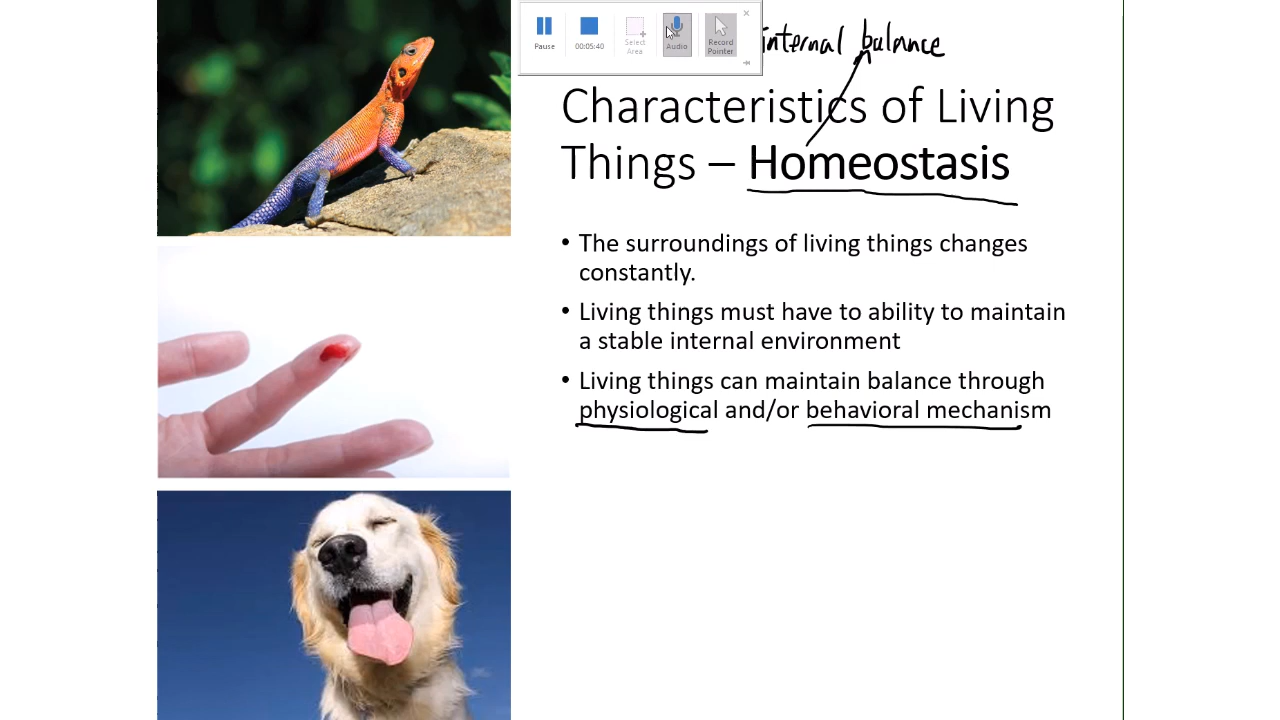 Pause
00:05:40
Select
Area
Audio
Record
Pointer
internal balance
Characteristics of Living
Things – Homeostasis
• The surroundings of living things changes
constantly.
• Living things must have to ability to maintain
a stable internal environment
• Living things can maintain balance through
physiological and/or behavioral mechanism